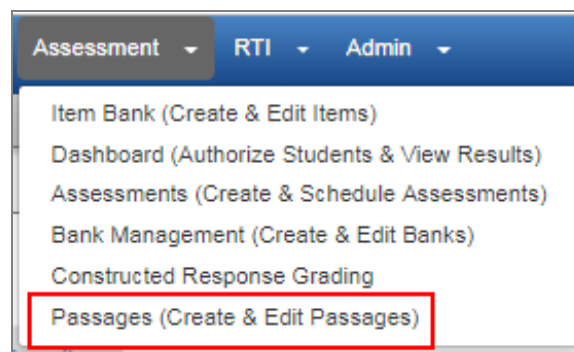 Assessment RTI Admin
Item Bank (Create & Edit Items)
Dashboard (Authorize Students & View Results)
Assessments (Create & Schedule Assessments)
Bank Management (Create & Edit Banks)
Constructed Response Grading
Passages (Create & Edit Passages)